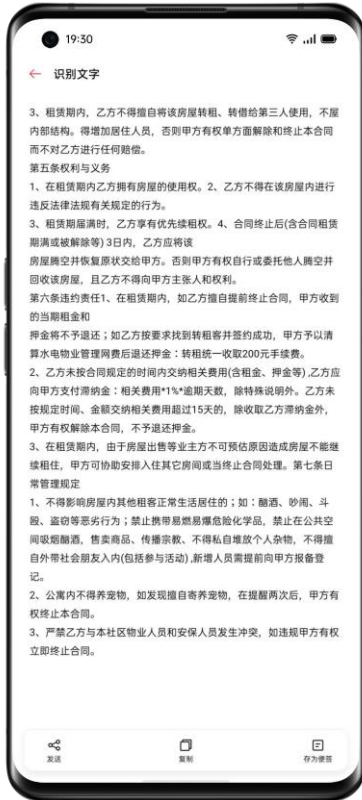 19:30
识别文字
3、租赁期内，乙方不得擅自将该房屋转租、转借给第三人使用，不屋
内部结构。得增加居住人员，否则甲方有权单方面解除和终止本合同
而不对乙方进行任何赔偿。
第五条权利与义务
1、在租赁期内乙方拥有房屋的使用权。2、乙方不得在该房屋内进行
违反法律法规有关规定的行为。
3、租赁期届满时，乙方享有优先续租权。4、合同终止后(含合同租赁
期满或被解除等) 3日内，乙方应将该
房屋腾空并恢复原状交给甲方。否则甲方有权自行或委托他人腾空并
回收该房屋，且乙方不得向甲方主张人和权利。
第六条违约责任1、在租赁期内，如乙方擅自提前终止合同，甲方收到
的当期租金和
押金将不予退还；如乙方按要求找到转租客并签约成功，甲方予以清
算水电物业管理网费后退还押金：转租统一收取200元手续费。
2、乙方未按合同规定的时间内交纳相关费用(含租金、押金等) ,乙方应
向甲方支付滞纳金：相关费用*1%*逾期天数，除特殊说明外。乙方未
按规定时间、金额交纳相关费用超过15天的，除收取乙方滞纳金外，
甲方有权解除本合同，不予退还押金。
3、在租赁期内，由于房屋出售等业主方不可预估原因造成房屋不能继
续租住，甲方可协助安排入住其它房间或当终止合同处理。第七条日
常管理规定
1、不得影响房屋内其他租客正常生活居住的；如：酗酒、吵闹、斗
殴、盗窃等恶劣行为；禁止携带易燃易爆危险化学品，禁止在公共空
间吸烟酗酒，售卖商品、传播宗教、不得私自堆放个人杂物，不得擅
自外带社会朋友入内(包括参与活动) ,新增人员需提前向甲方报备登
记。
2、公寓内不得养宠物，如发现擅自寄养宠物，在提醒两次后，甲方有
权终止本合同。
3、严禁乙方与本社区物业人员和安保人员发生冲突，如违规甲方有权
立即终止合同。
发送
复制
存为便签